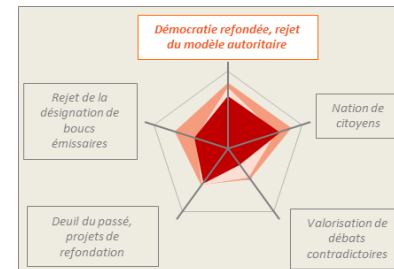 Démocratie refondée, rejet
du modèle autoritaire
Rejet de la
désignation de
boucs
émissaires
Nation de
citoyens
Deuil du passé,
projets de
refondation
Valorisation de
débats
contradictoires